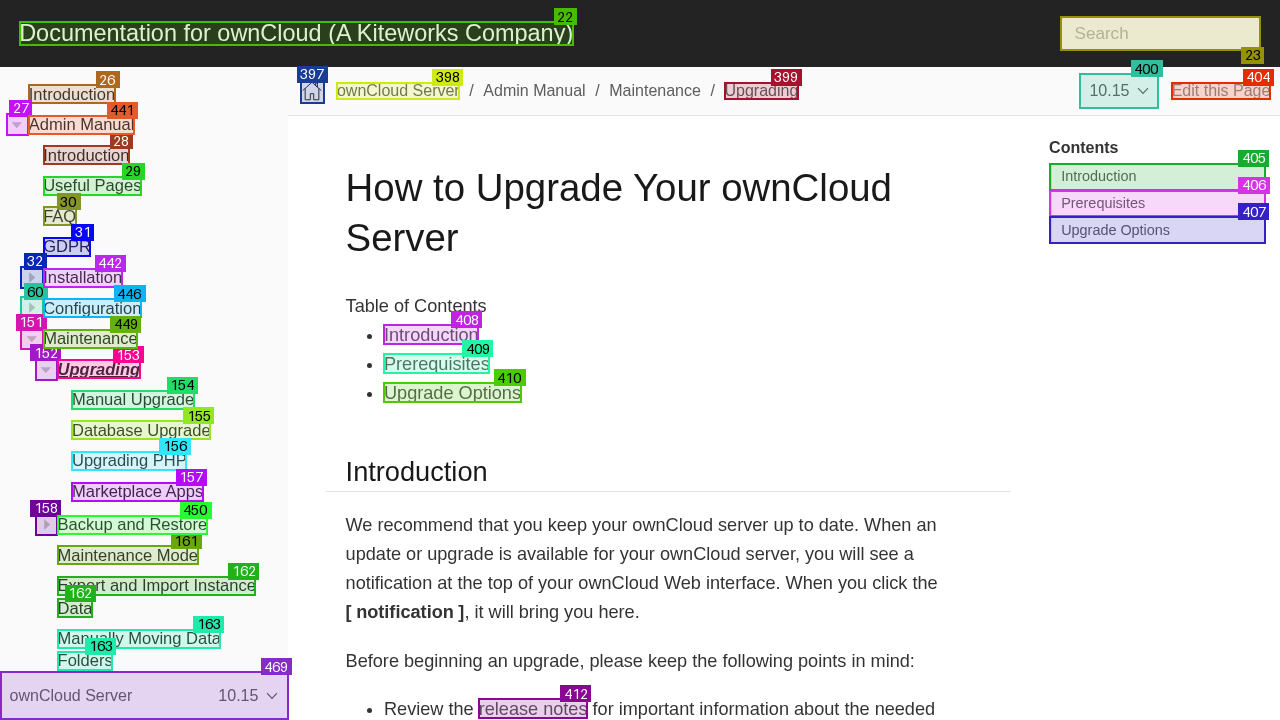 Documentation for ownCloud (A Kiteworks Company)
22
Search
23
26
Introduction
27
441
Admin Manual
28
Introduction
29
Useful Pages
30
FAQ
31
GDPR
32
442
Installation
60
446
Configuration
151
449
Maintenance
152
153
Upgrading
154
Manual Upgrade
155
Database Upgrade
156
Upgrading PHP
157
Marketplace Apps
158
450
Backup and Restore
161
Maintenance Mode
162
Export and Import Instance
162
Data
163
Manually Moving Data
163
Folders
469
ownCloud Server 10.15
397
398
ownCloud Server / Admin Manual / Maintenance / Upgrading
399
400
10.15
404
Edit this Page
How to Upgrade Your ownCloud
Server
Table of Contents
408
Introduction
409
Prerequisites
410
Upgrade Options
Introduction
We recommend that you keep your ownCloud server up to date. When an
update or upgrade is available for your ownCloud server, you will see a
notification at the top of your ownCloud Web interface. When you click the
[ notification ], it will bring you here.
Before beginning an upgrade, please keep the following points in mind:
412
Review the release notes for important information about the needed
Contents
405
Introduction
406
Prerequisites
407
Upgrade Options